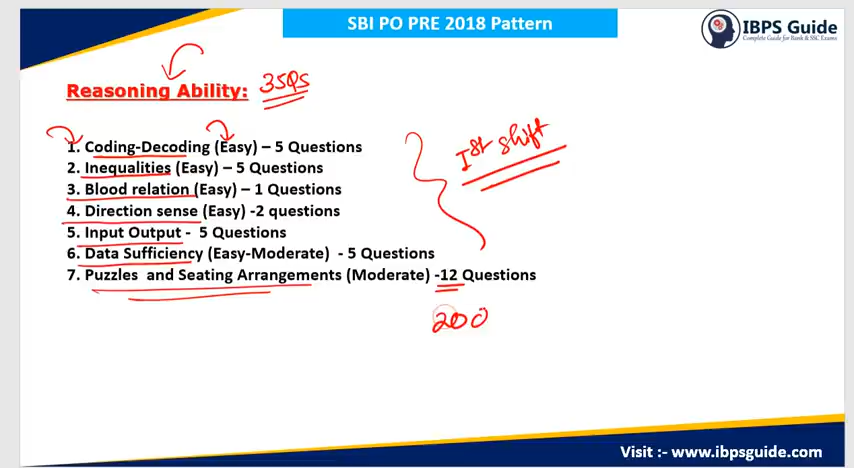 SBI PO PRE 2018 Pattern
IBPS Guide
Complete Guide for Bank & SSC Exams
Reasoning Ability: 35Qs
1. Coding-Decoding (Easy) – 5 Questions
2. Inequalities (Easy) – 5 Questions
3. Blood relation (Easy) – 1 Questions
4. Direction sense (Easy) -2 questions
5. Input Output - 5 Questions
6. Data Sufficiency (Easy-Moderate) - 5 Questions
7. Puzzles and Seating Arrangements (Moderate) -12 Questions
Ist shift
200
Visit :- www.ibpsguide.com